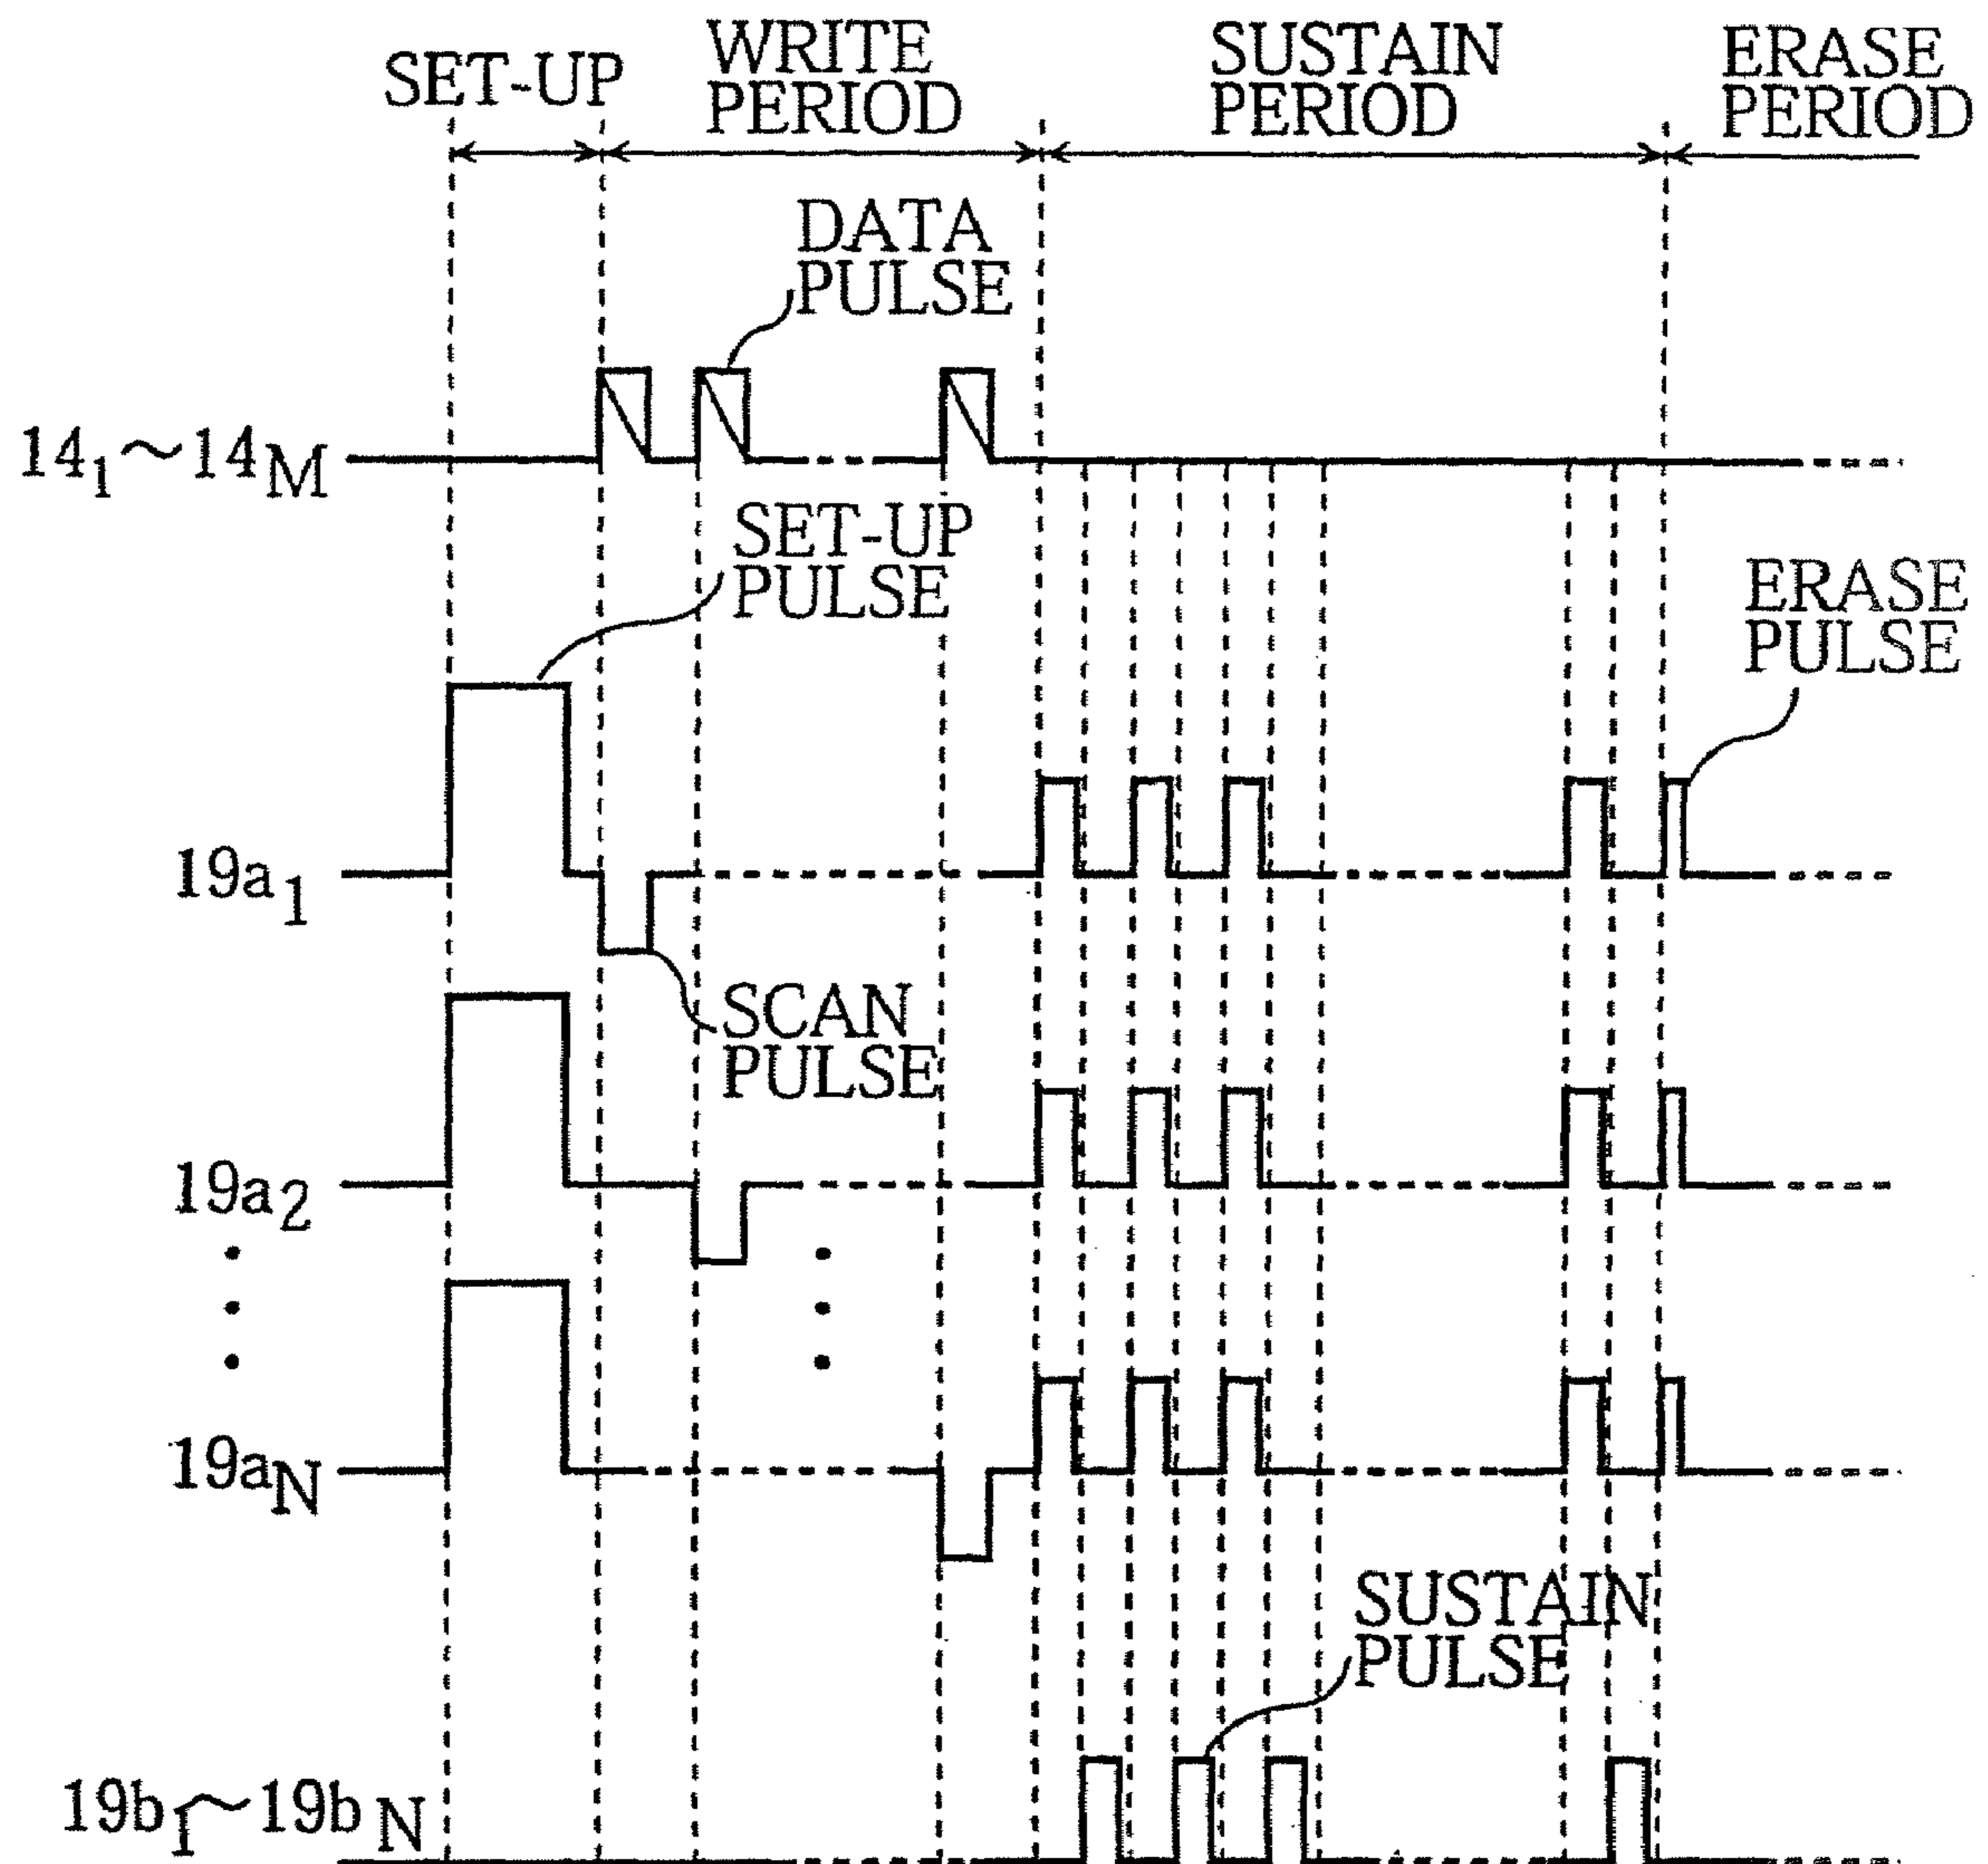 SET-UP
WRITE
PERIOD
SUSTAIN
PERIOD
ERASE
PERIOD
DATA
PULSE
14₁~14M
SET-UP
PULSE
ERASE
PULSE
19a₁
SCAN
PULSE
19a₂
19aN
SUSTAIN
PULSE
19b₁~19bN